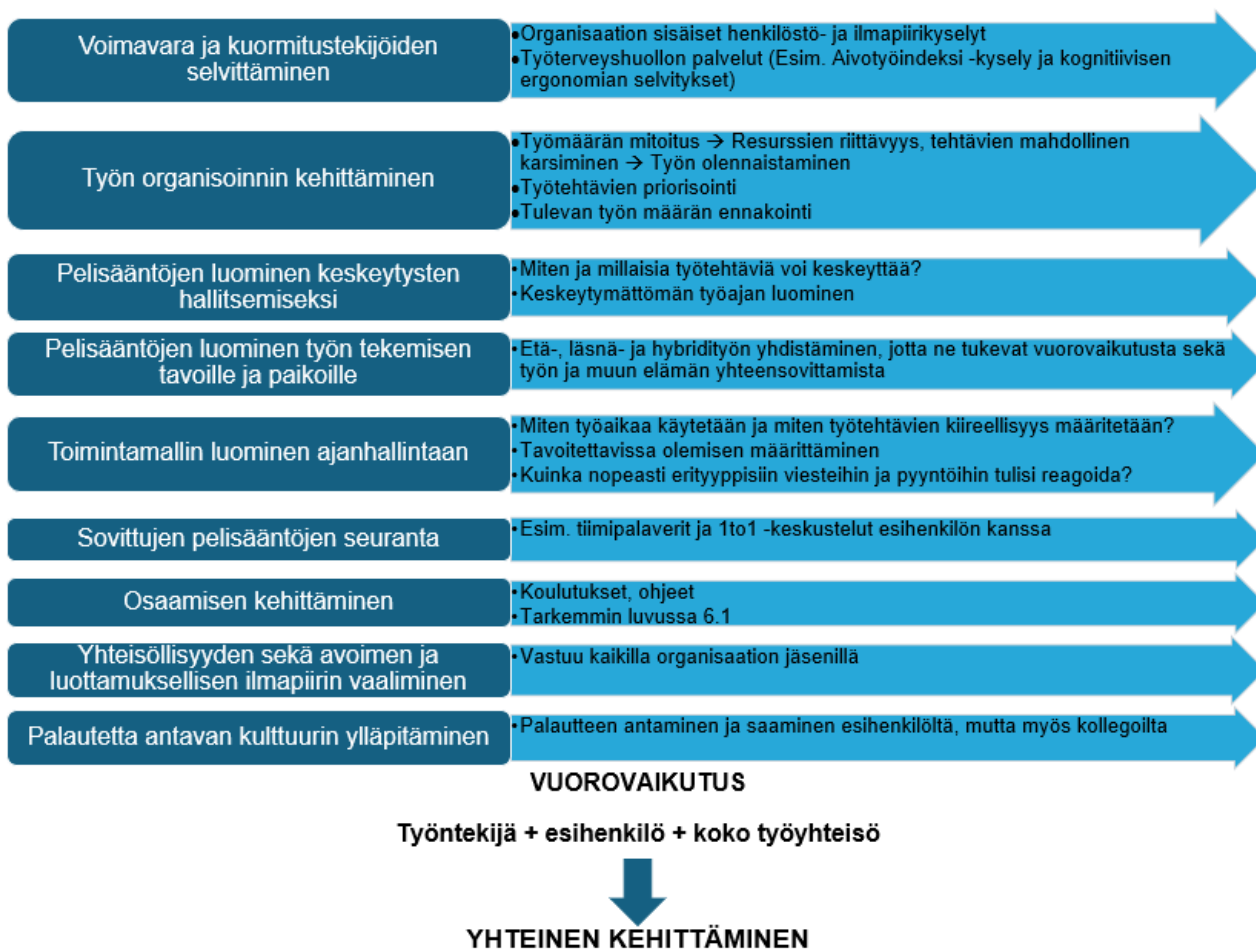 Voimavara ja kuormitustekijöiden
selvittäminen
•Organisaation sisäiset henkilöstö- ja ilmapiirikyselyt
•Työterveyshuollon palvelut (Esim. Aivotyöindeksi -kysely ja kognitiivisen
ergonomian selvitykset)
Työn organisoinnin kehittäminen
•Työmäärän mitoitus → Resurssien riittävyys, tehtävien mahdollinen
karsiminen → Työn olennaistaminen
•Työtehtävien priorisointi
•Tulevan työn määrän ennakointi
Pelisääntöjen luominen keskeytysten
hallitsemiseksi
•Miten ja millaisia työtehtäviä voi keskeyttää?
•Keskeytymättömän työajan luominen
Pelisääntöjen luominen työn tekemisen
tavoille ja paikoille
•Etä-, läsnä- ja hybridityön yhdistäminen, jotta ne tukevat vuorovaikutusta sekä
työn ja muun elämän yhteensovittamista
Toimintamallin luominen ajanhallintaan
•Miten työaikaa käytetään ja miten työtehtävien kiireellisyys määritetään?
•Tavoitettavissa olemisen määrittäminen
•Kuinka nopeasti erityyppisiin viesteihin ja pyyntöihin tulisi reagoida?
Sovittujen pelisääntöjen seuranta
•Esim. tiimipalaverit ja 1to1 -keskustelut esihenkilön kanssa
Osaamisen kehittäminen
•Koulutukset, ohjeet
•Tarkemmin luvussa 6.1
Yhteisöllisyyden sekä avoimen ja
luottamuksellisen ilmapiirin vaaliminen
•Vastuu kaikilla organisaation jäsenillä
Palautetta antavan kulttuurin ylläpitäminen
•Palautteen antaminen ja saaminen esihenkilöltä, mutta myös kollegoilta
VUOROVAIKUTUS
Työntekijä + esihenkilö + koko työyhteisö
YHTEINEN KEHITTÄMINEN